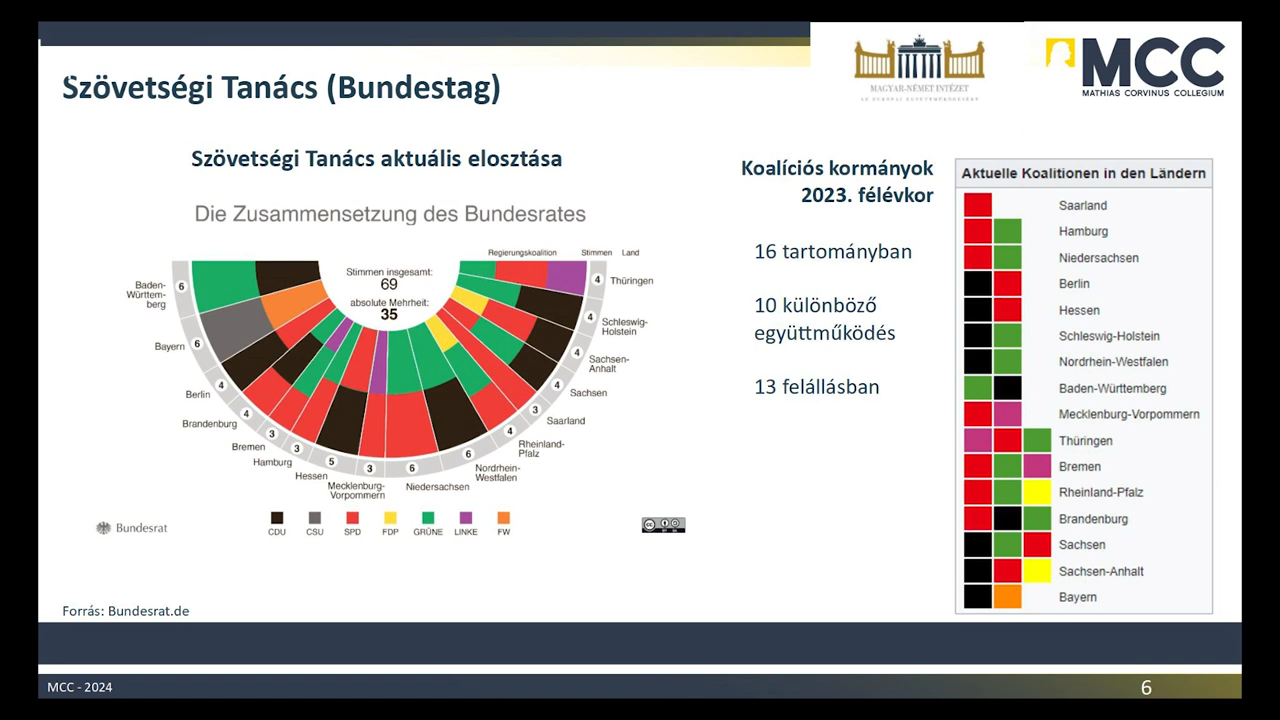 Szövetségi Tanács (Bundestag)
MAGYAR-NÉMET INTÉZET
AZ EURÓPAI EGYÜTTMŰKÖDÉSÉRT
MCC
MATHIAS CORVINUS COLLEGIUM
Szövetségi Tanács aktuális elosztása
Die Zusammensetzung des Bundesrates
Regierungskoalition Stimmen Land
Stimmen insgesamt:
69
absolute Mehrheit:
35
6
Baden-
Württem-
berg
6
Bayern
4
Berlin
4
Brandenburg
3
Bremen
3
Hamburg
5
Hessen
3
Mecklenburg-
Vorpommern
6
Niedersachsen
6
Nordrhein-
Westfalen
4
Rheinland-
Pfalz
3
Saarland
4
Sachsen
4
Sachsen-
Anhalt
4
Schleswig-
Holstein
4
Thüringen
CDU CSU SPD FDP GRÜNE LINKE FW
Bundesrat
Forrás: Bundesrat.de
Koalíciós kormányok
2023. félévkor
16 tartományban
10 különböző
együttműködés
13 felállásban
Aktuelle Koalitionen in den Ländern
Saarland
Hamburg
Niedersachsen
Berlin
Hessen
Schleswig-Holstein
Nordrhein-Westfalen
Baden-Württemberg
Mecklenburg-Vorpommern
Thüringen
Bremen
Rheinland-Pfalz
Brandenburg
Sachsen
Sachsen-Anhalt
Bayern
MCC - 2024
6